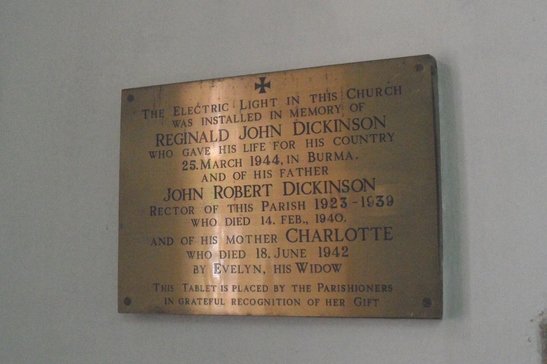 The Electric Light in this Church
was installed in memory of
Reginald John Dickinson
who gave his life for his country
25. March 1944, in Burma.
and of his father
John Robert Dickinson
Rector of this Parish 1923-1939
who died 14. Feb., 1940.
and of his mother Charlotte
who died 18. June 1942
by Evelyn, his Widow
This Tablet is placed by the Parishioners
in grateful recognition of her Gift